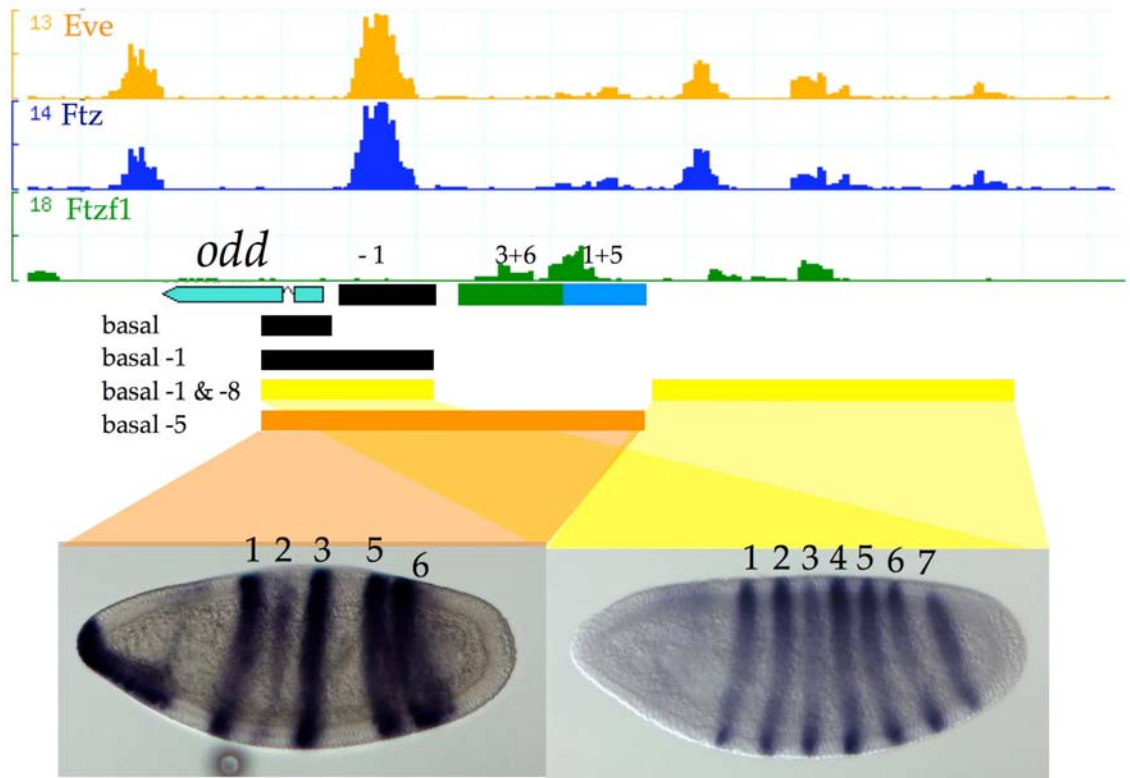 13 Eve
14 Ftz
18 Ftzf1
odd - 1 3+6 1+5
basal
basal -1
basal -1 & -8
basal -5
1 2 3 5 6
1 2 3 4 5 6 7